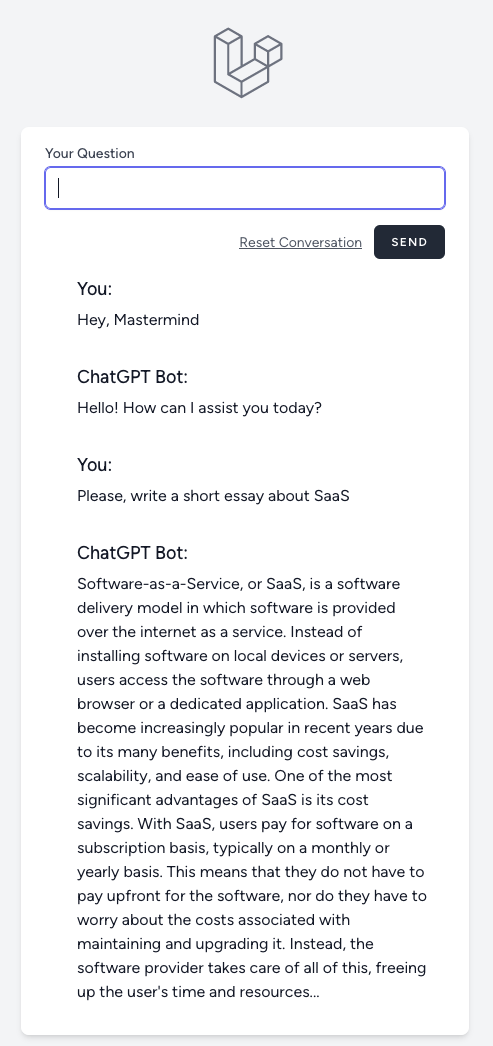 Your Question
Reset Conversation SEND
You:
Hey, Mastermind
ChatGPT Bot:
Hello! How can I assist you today?
You:
Please, write a short essay about SaaS
ChatGPT Bot:
Software-as-a-Service, or SaaS, is a software
delivery model in which software is provided
over the internet as a service. Instead of
installing software on local devices or servers,
users access the software through a web
browser or a dedicated application. SaaS has
become increasingly popular in recent years due
to its many benefits, including cost savings,
scalability, and ease of use. One of the most
significant advantages of SaaS is its cost
savings. With SaaS, users pay for software on a
subscription basis, typically on a monthly or
yearly basis. This means that they do not have to
pay upfront for the software, nor do they have to
worry about the costs associated with
maintaining and upgrading it. Instead, the
software provider takes care of all of this, freeing
up the user's time and resources...